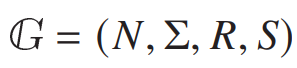 𝔾 = (N, Σ, R, S)